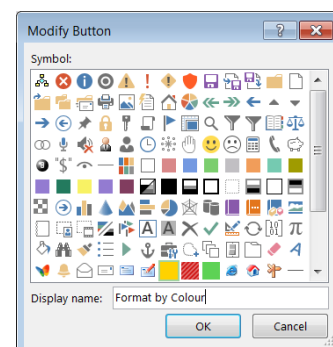 Modify Button
Symbol:
Display name: Format by Colour
OK Cancel